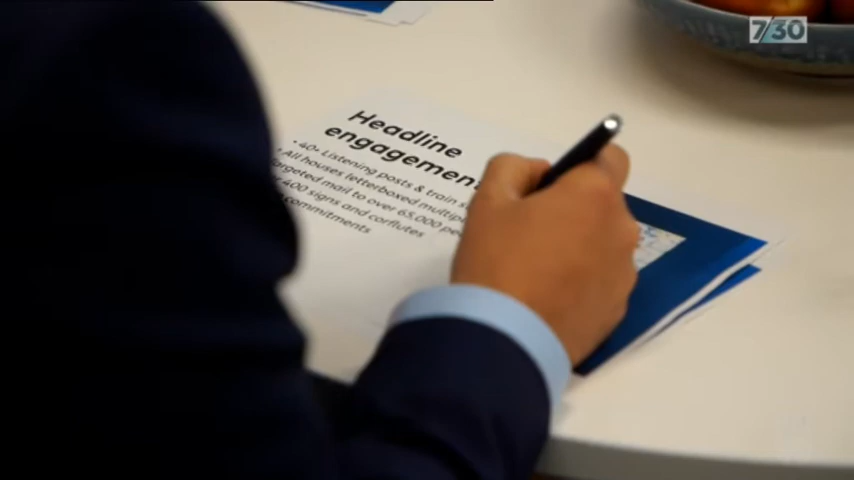 7/30
Headline
engagement
• 40+ Listening posts & train s
• All houses letterboxed multip
targeted mail to over 65,000 pe
400 signs and corflutes
commitments